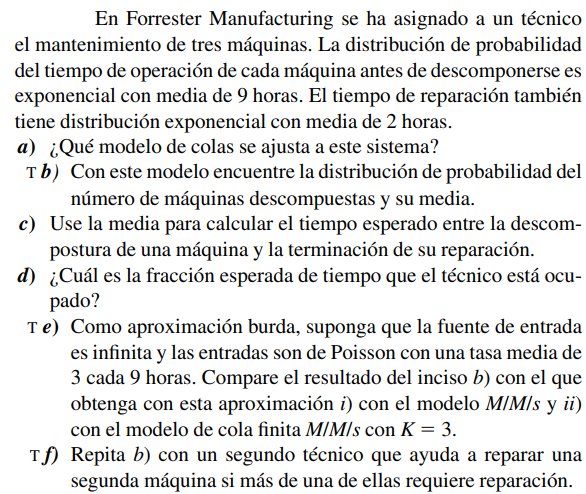 En Forrester Manufacturing se ha asignado a un técnico
el mantenimiento de tres máquinas. La distribución de probabilidad
del tiempo de operación de cada máquina antes de descomponerse es
exponencial con media de 9 horas. El tiempo de reparación también
tiene distribución exponencial con media de 2 horas.
a) ¿Qué modelo de colas se ajusta a este sistema?
T b) Con este modelo encuentre la distribución de probabilidad del
número de máquinas descompuestas y su media.
c) Use la media para calcular el tiempo esperado entre la descom-
postura de una máquina y la terminación de su reparación.
d) ¿Cuál es la fracción esperada de tiempo que el técnico está ocu-
pado?
T e) Como aproximación burda, suponga que la fuente de entrada
es infinita y las entradas son de Poisson con una tasa media de
3 cada 9 horas. Compare el resultado del inciso b) con el que
obtenga con esta aproximación i) con el modelo M/M/s y ii)
con el modelo de cola finita M/M/s con K = 3.
T f) Repita b) con un segundo técnico que ayuda a reparar una
segunda máquina si más de una de ellas requiere reparación.